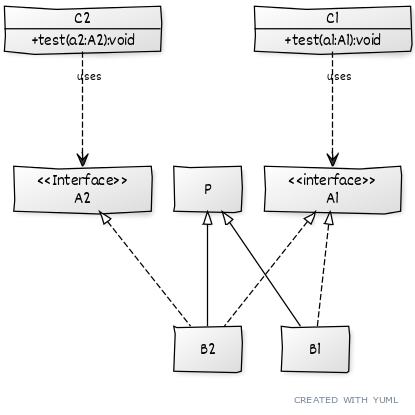 C2
+test(a2:A2):void
C1
+test(a1:A1):void
uses
uses
<<Interface>>
A2
P
<<interface>>
A1
B2
B1
CREATED WITH YUML